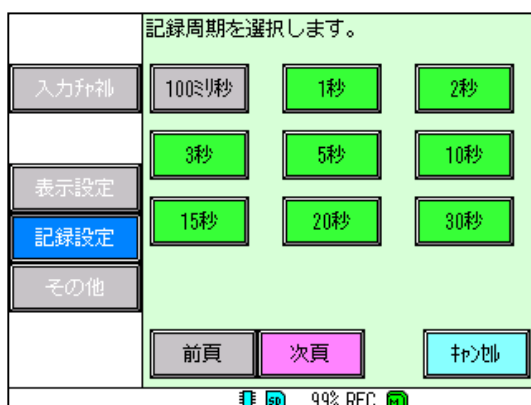 記録周期を選択します。
入力ﾁｬﾈﾙ
100ﾐﾘ秒 1秒 2秒
3秒 5秒 10秒
表示設定
15秒 20秒 30秒
記録設定
その他
前頁 次頁 ｷｬﾝｾﾙ
SD 99% REC M